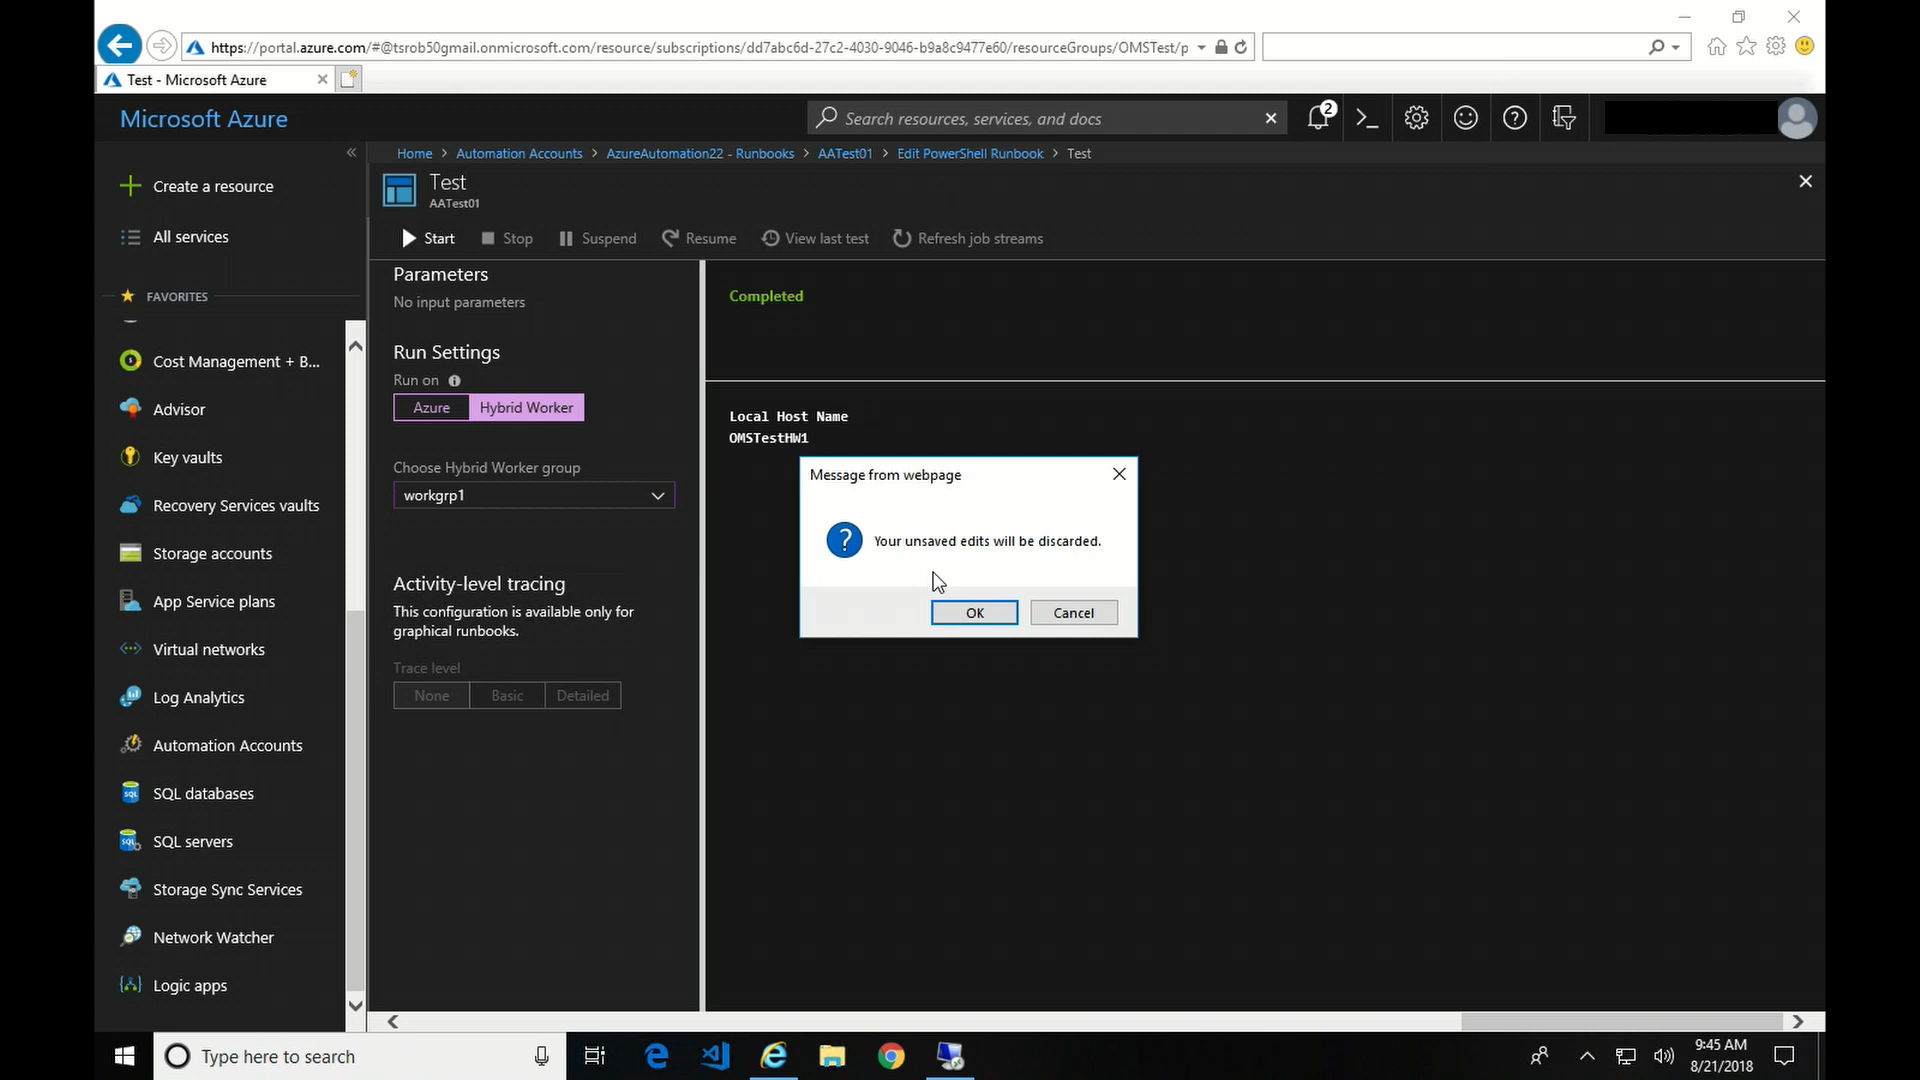 https://portal.azure.com/#@tsrob50gmail.onmicrosoft.com/resource/subscriptions/dd7abc6d-27c2-4030-9046-b9a8c9477e60/resourceGroups/OMSTest/p
Test - Microsoft Azure
Microsoft Azure
Search resources, services, and docs
2
Home > Automation Accounts > AzureAutomation22 - Runbooks > AATest01 > Edit PowerShell Runbook > Test
Test
AATest01
Start Stop Suspend Resume View last test Refresh job streams
Create a resource
All services
FAVORITES
Cost Management + B...
Advisor
Key vaults
Recovery Services vaults
Storage accounts
App Service plans
Virtual networks
Log Analytics
Automation Accounts
SQL databases
SQL servers
Storage Sync Services
Network Watcher
Logic apps
Parameters
No input parameters
Run Settings
Run on
Azure Hybrid Worker
Choose Hybrid Worker group
workgrp1
Activity-level tracing
This configuration is available only for
graphical runbooks.
Trace level
None Basic Detailed
Completed
Local Host Name
OMSTestHW1
Message from webpage
Your unsaved edits will be discarded.
OK Cancel
Type here to search
9:45 AM
8/21/2018